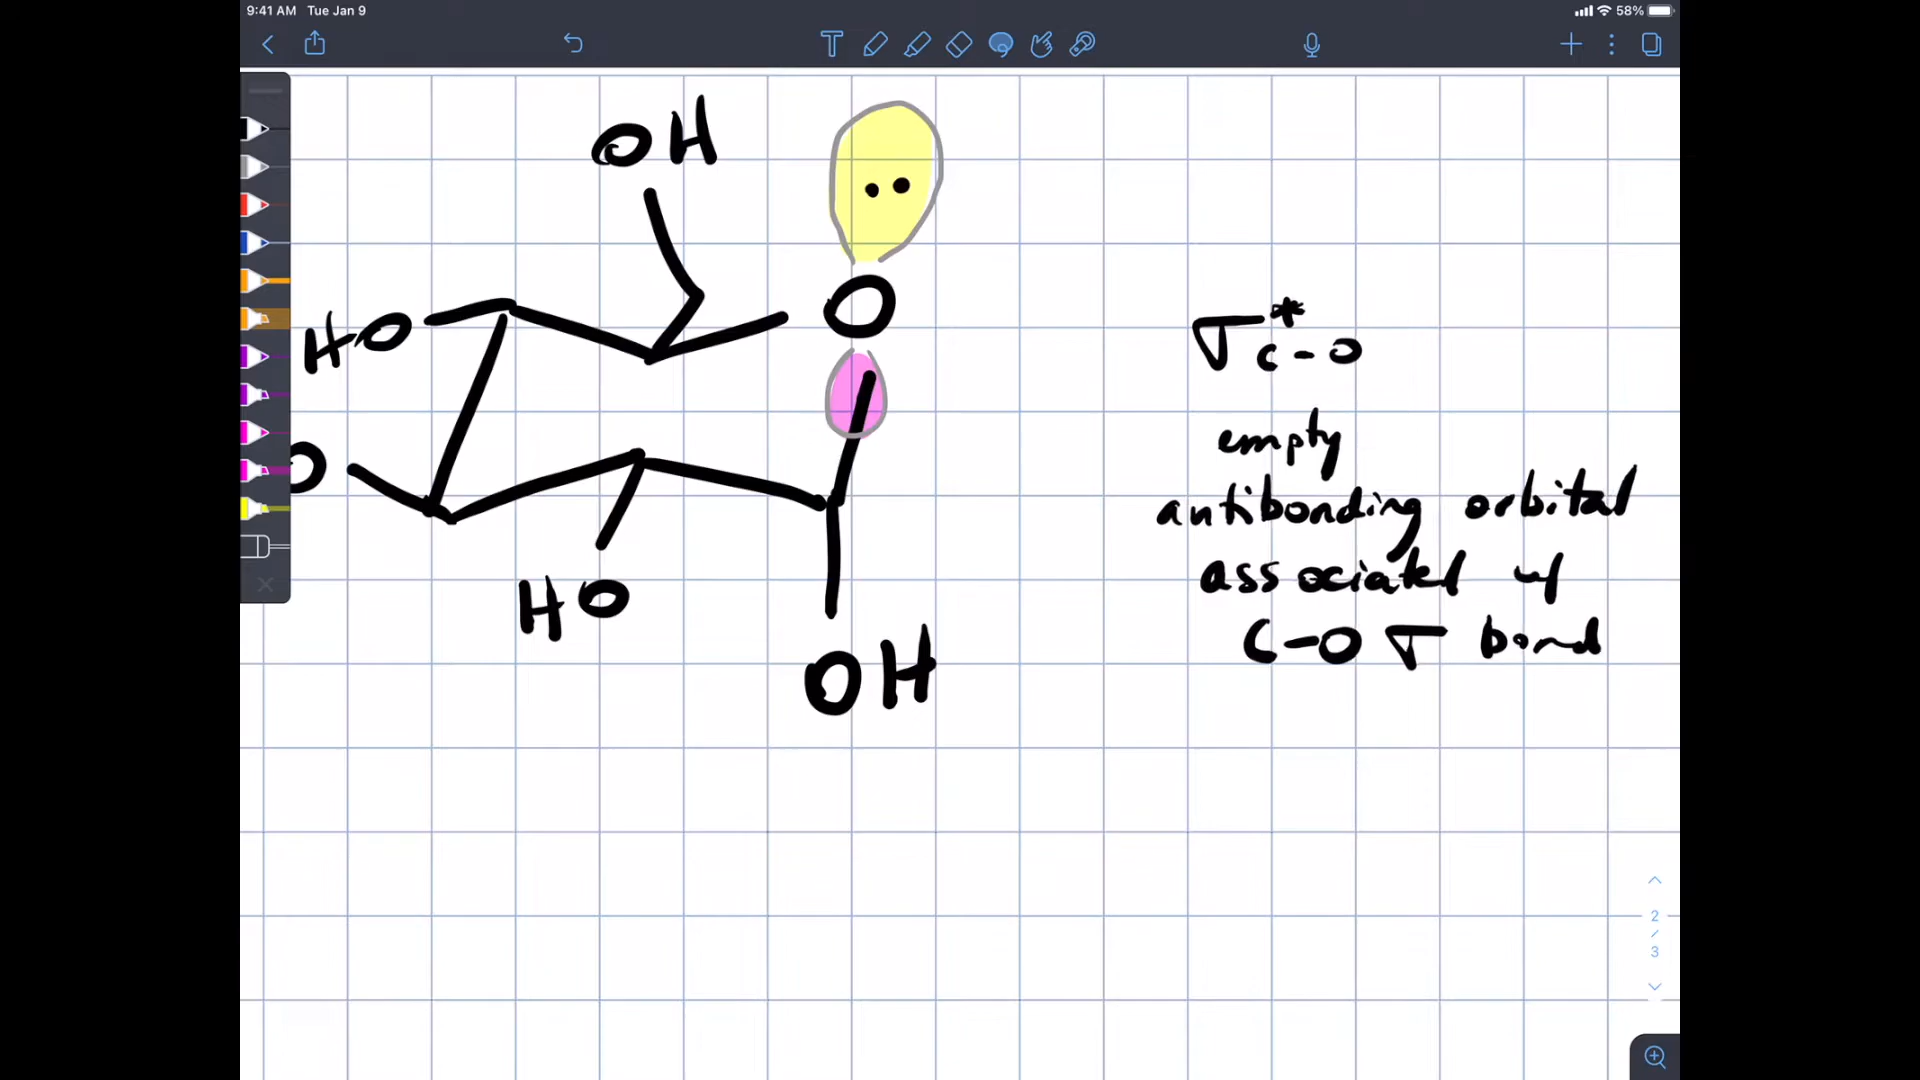 9:41 AM Tue Jan 9
58%
T
OH
O
HO
O
HO
OH
σ*C-O
empty
antibonding orbital
associated w/
C-O σ bond
2
/
3